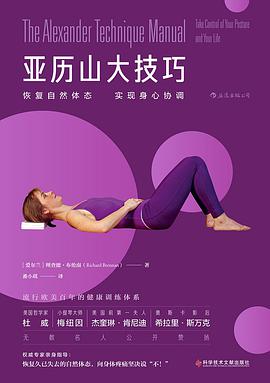 The Alexander Technique Manual
Take Control of Your Posture
and Your Life
亚历山大技巧
恢复自然体态 实现身心协调
后浪出版公司
[爱尔兰] 理查德·布伦南 (Richard Brennan) 著
译
流行欧美百年的健康训练体系
美国哲学家 小提琴大师 美国前第一夫人 奥斯卡影后
杜威 梅纽因 杰奎琳·肯尼迪 希拉里·斯万克
无数名人公开赞扬
权威专家亲身指导:
恢复久已失去的自然体态,向身体疼痛坚决说“不!”
科学技术文献出版社